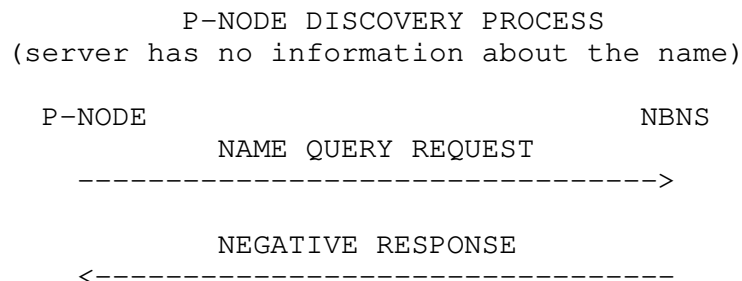 P-NODE DISCOVERY PROCESS
(server has no information about the name)
P-NODE                                  NBNS
NAME QUERY REQUEST
--------------------------------->
NEGATIVE RESPONSE
<---------------------------------